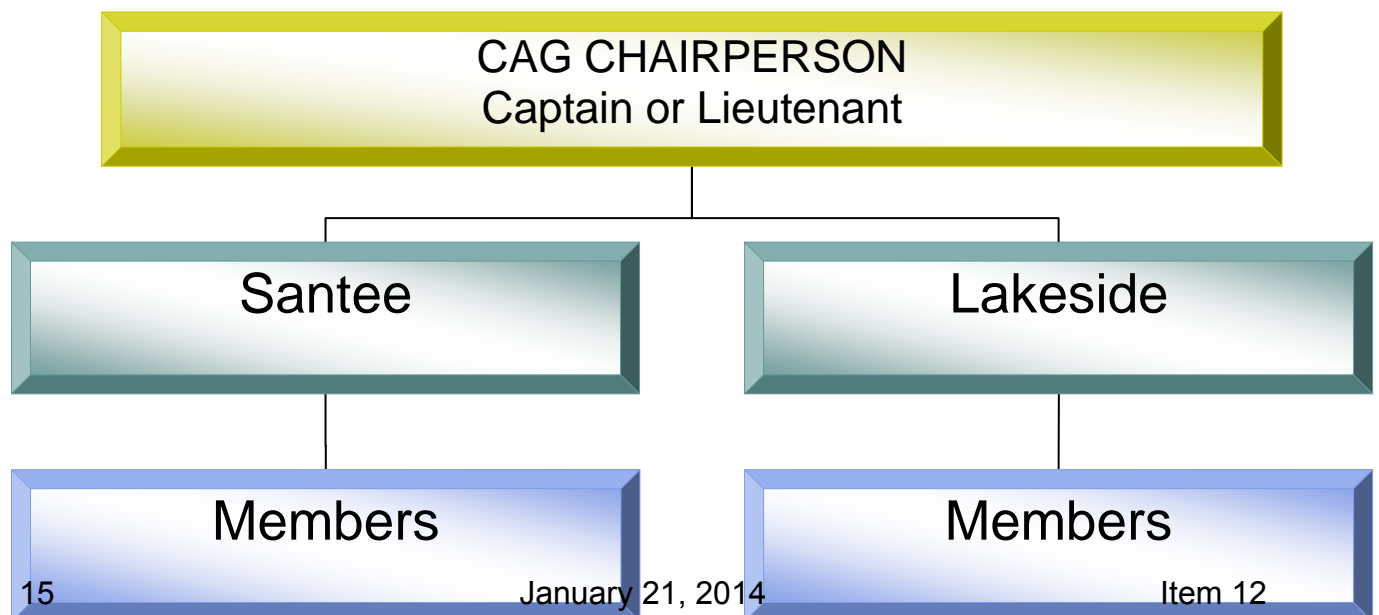 CAG CHAIRPERSON
Captain or Lieutenant
Santee
Lakeside
Members
Members
15 January 21, 2014 Item 12